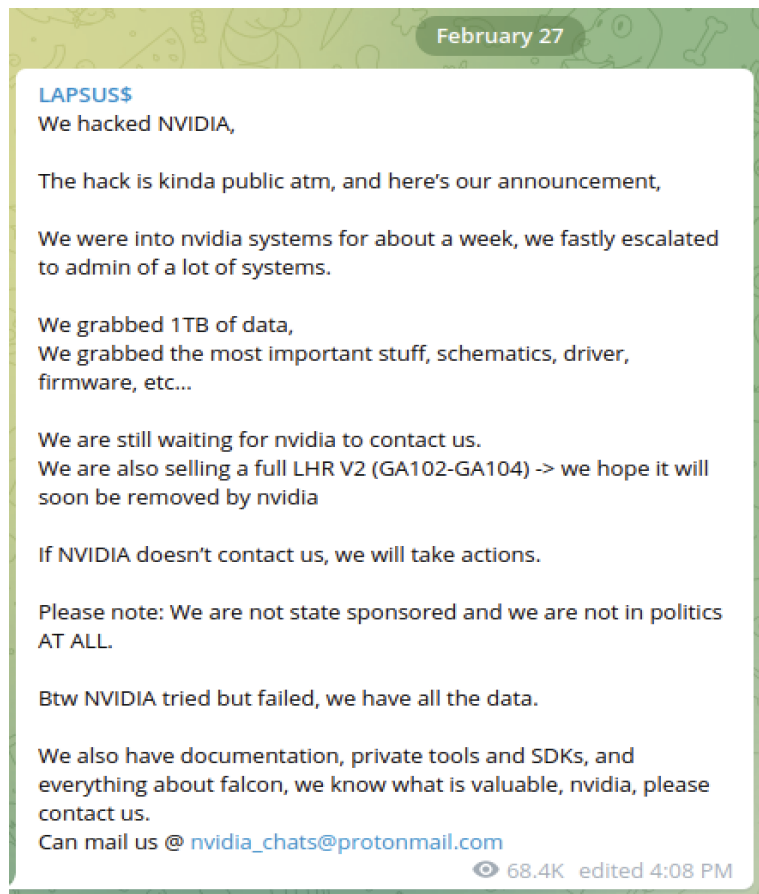 February 27
LAPSUS$
We hacked NVIDIA,
The hack is kinda public atm, and here's our announcement,
We were into nvidia systems for about a week, we fastly escalated
to admin of a lot of systems.
We grabbed 1TB of data,
We grabbed the most important stuff, schematics, driver,
firmware, etc...
We are still waiting for nvidia to contact us.
We are also selling a full LHR V2 (GA102-GA104) -> we hope it will
soon be removed by nvidia
If NVIDIA doesn't contact us, we will take actions.
Please note: We are not state sponsored and we are not in politics
AT ALL.
Btw NVIDIA tried but failed, we have all the data.
We also have documentation, private tools and SDKs, and
everything about falcon, we know what is valuable, nvidia, please
contact us.
Can mail us @ nvidia_chats@protonmail.com
68.4K edited 4:08 PM